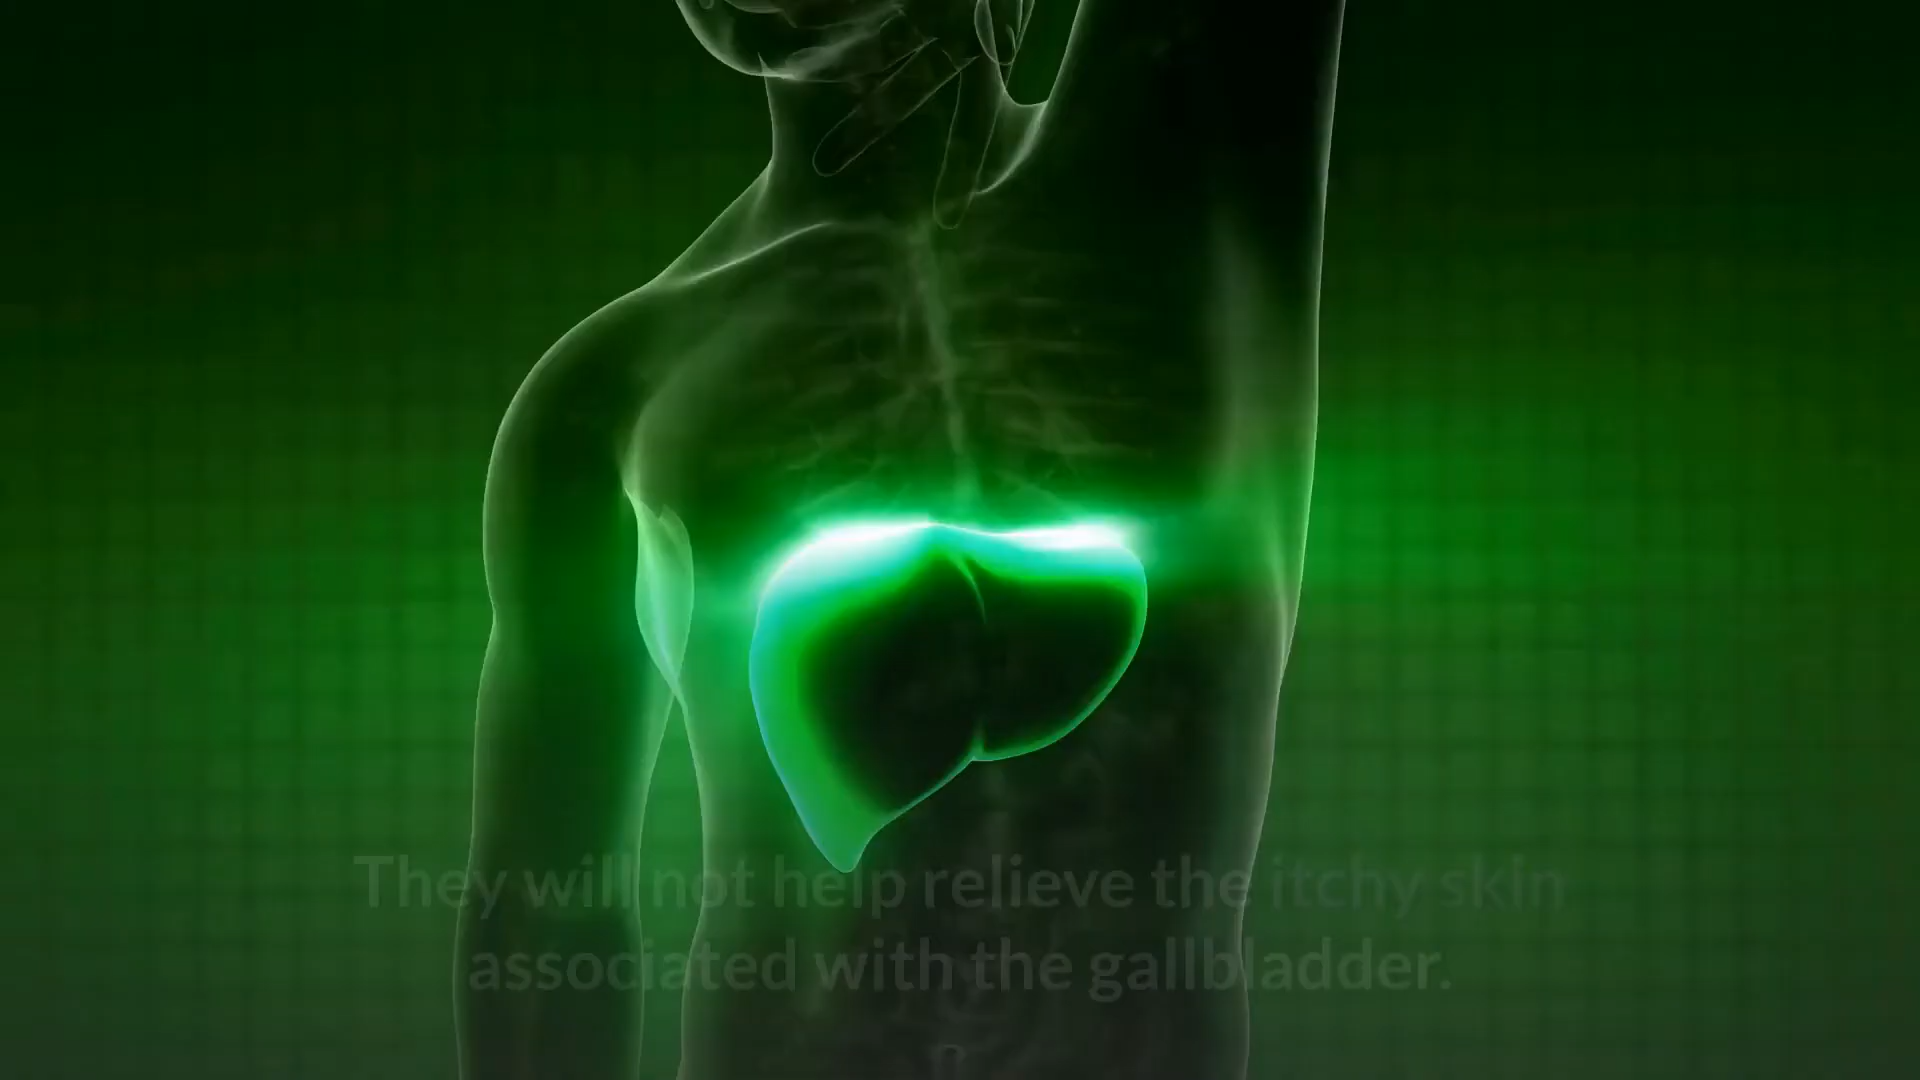 They will not help relieve the itchy skin
associated with the gallbladder.